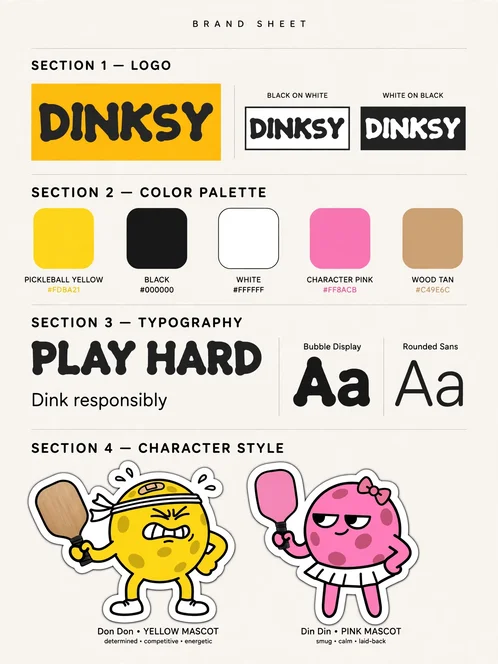 BRAND SHEET
SECTION 1 — LOGO
DINKSY
BLACK ON WHITE
DINKSY
WHITE ON BLACK
DINKSY
SECTION 2 — COLOR PALETTE
PICKLEBALL YELLOW
#FDBA21
BLACK
#000000
WHITE
#FFFFFF
CHARACTER PINK
#FF8ACB
WOOD TAN
#C49E6C
SECTION 3 — TYPOGRAPHY
PLAY HARD
Dink responsibly
Bubble Display
Aa
Rounded Sans
Aa
SECTION 4 — CHARACTER STYLE
Don Don • YELLOW MASCOT
determined • competitive • energetic
Din Din • PINK MASCOT
smug • calm • laid-back